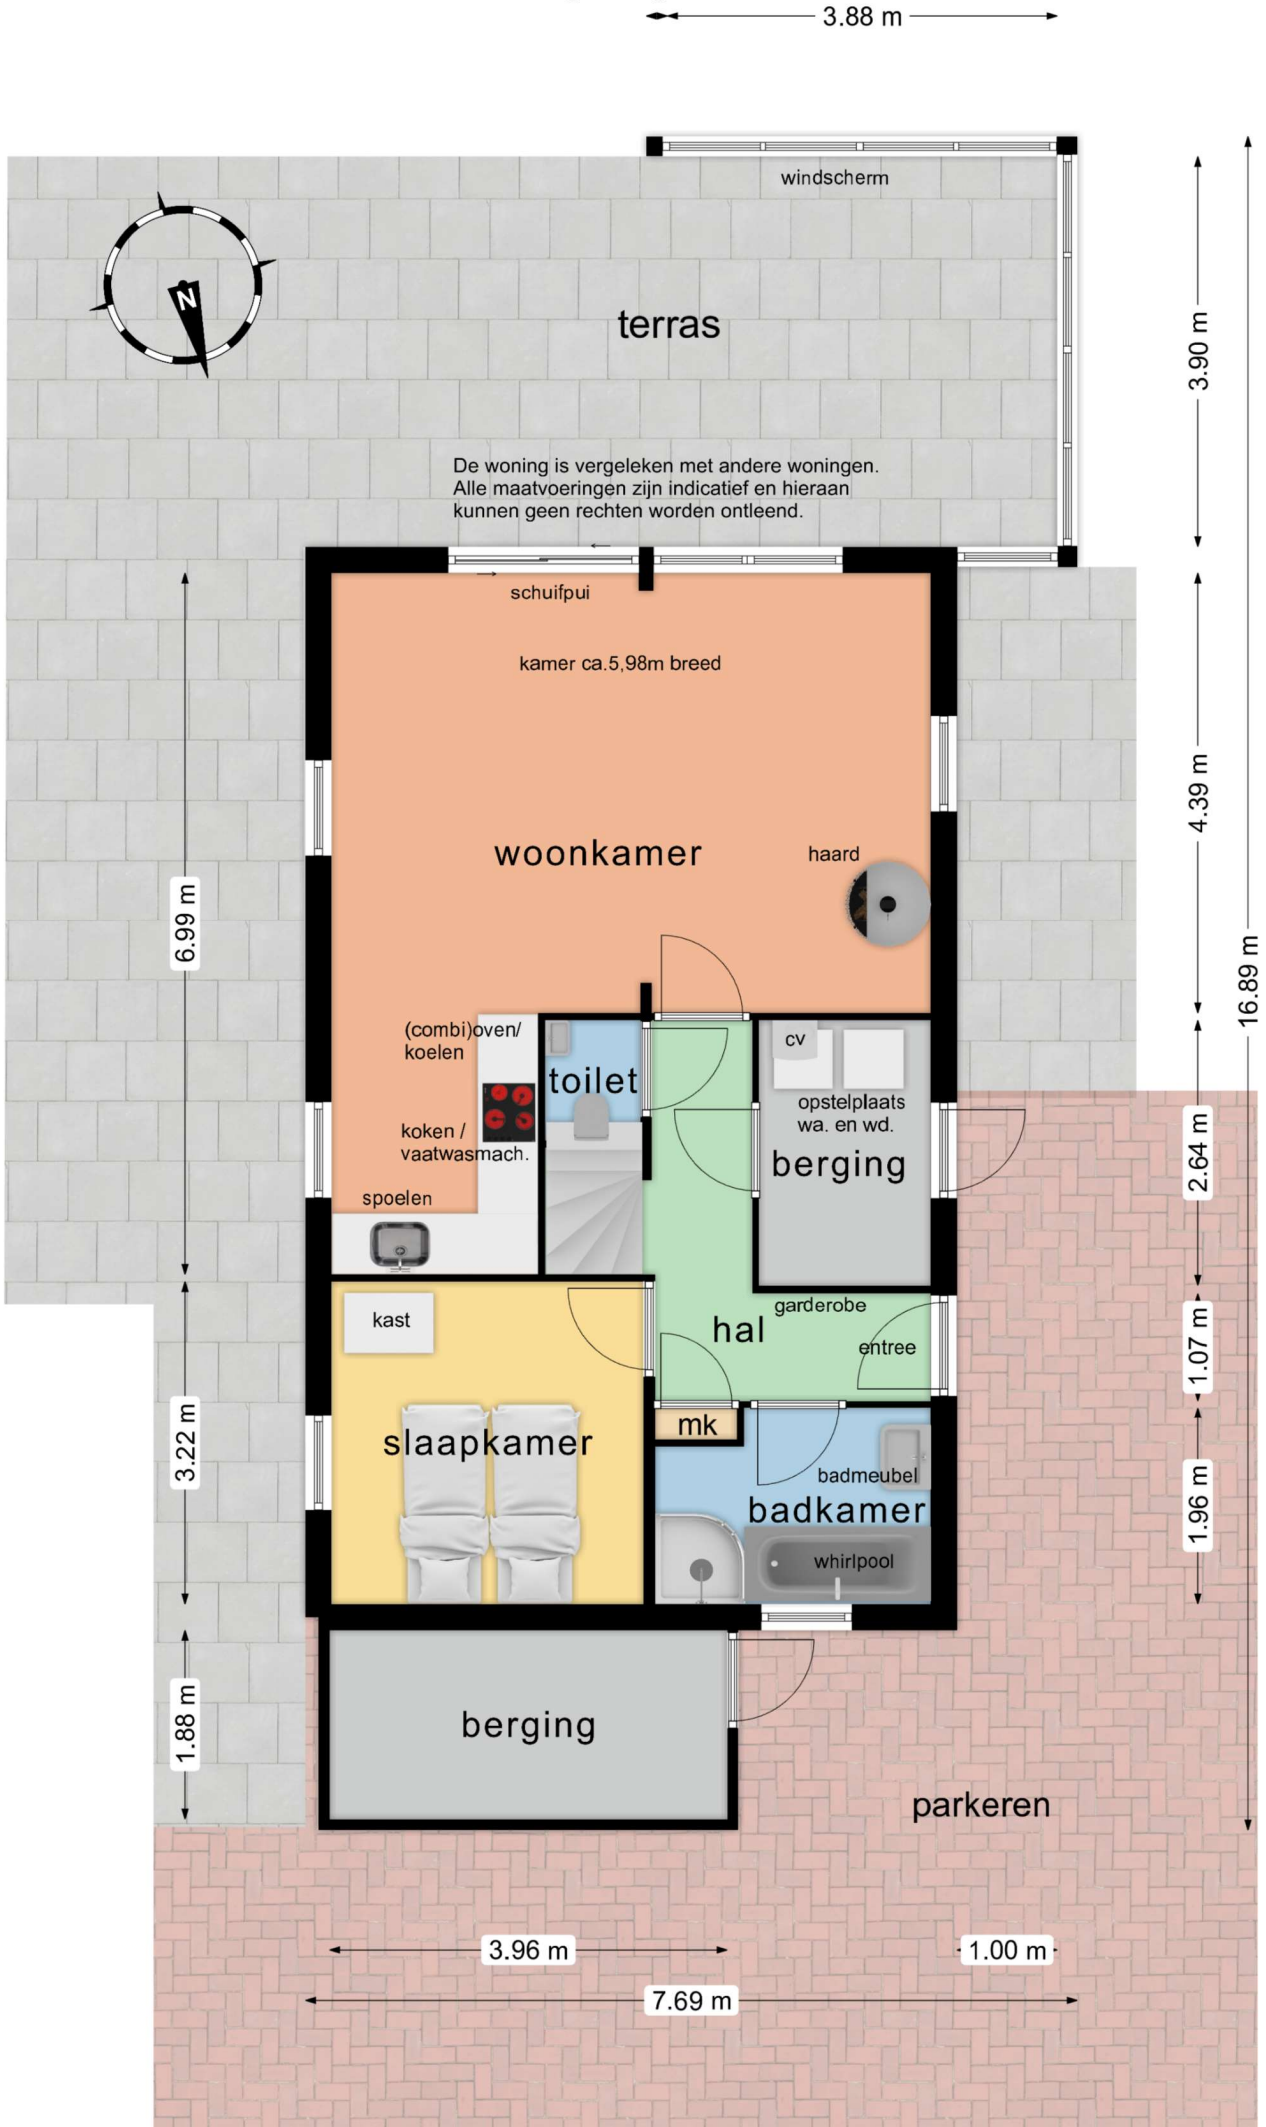 3.88 m
windscherm
N
terras
3.90 m
De woning is vergeleken met andere woningen.
Alle maatvoeringen zijn indicatief en hieraan
kunnen geen rechten worden ontleend.
schuifpui
kamer ca.5,98m breed
4.39 m
woonkamer
haard
6.99 m
16.89 m
(combi)oven/
koelen
toilet
cv
opstelplaats
wa. en wd.
koken /
vaatwasmach.
berging
2.64 m
spoelen
kast
garderobe
hal
entree
1.07 m
mk
slaapkamer
3.22 m
badmeubel
badkamer
1.96 m
whirlpool
berging
1.88 m
parkeren
3.96 m
1.00 m
7.69 m